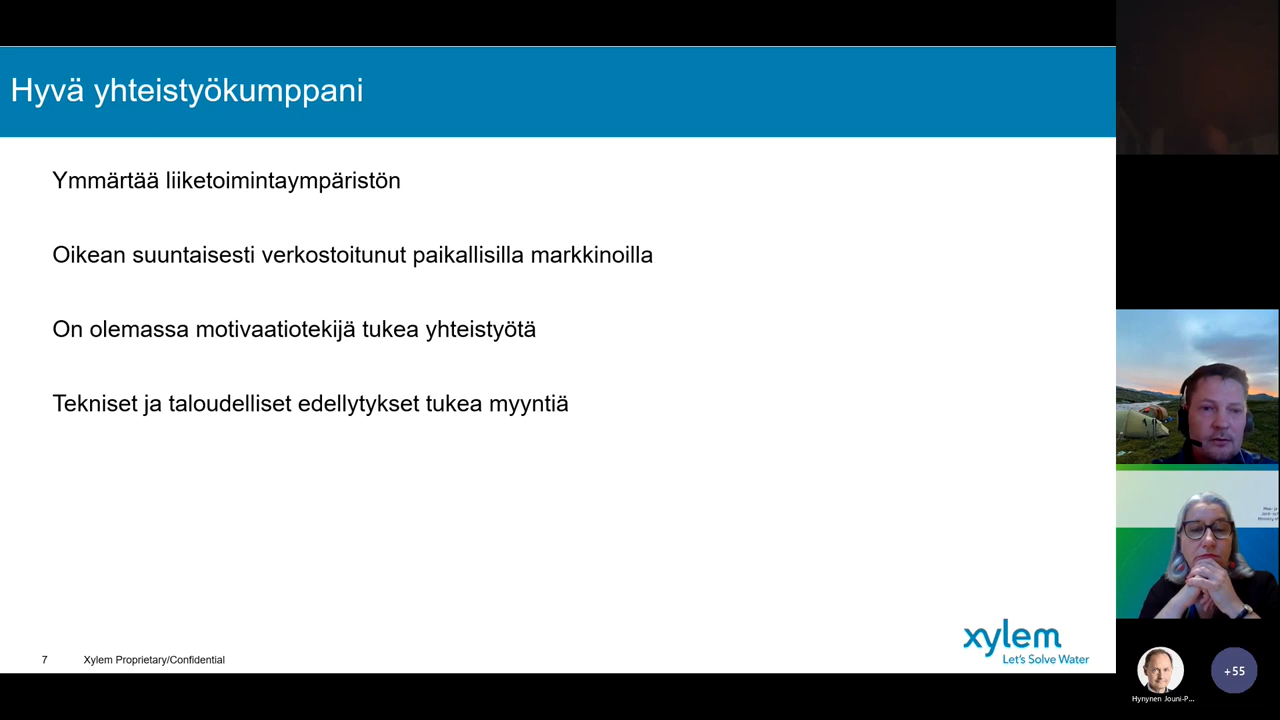 Hyvä yhteistyökumppani
Ymmärtää liiketoimintaympäristön
Oikean suuntaisesti verkostoitunut paikallisilla markkinoilla
On olemassa motivaatiotekijä tukea yhteistyötä
Tekniset ja taloudelliset edellytykset tukea myyntiä
xylem
Let's Solve Water
7 Xylem Proprietary/Confidential
Hynynen Jouni-P...
+55